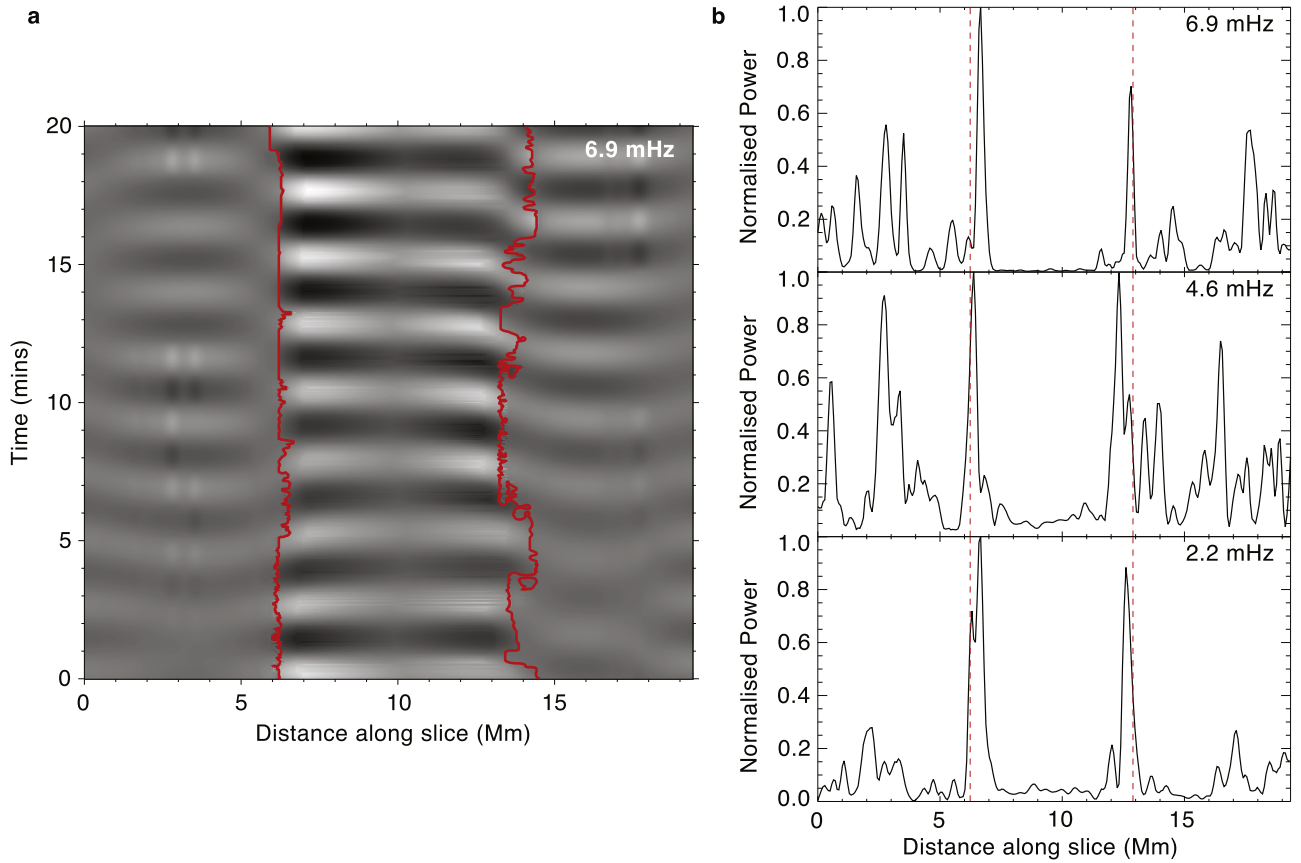 a
6.9 mHz
20
15
10
5
0
Time (mins)
0 5 10 15
Distance along slice (Mm)
b
6.9 mHz
1.0
0.8
0.6
0.4
0.2
Normalised Power
4.6 mHz
1.0
0.8
0.6
0.4
0.2
Normalised Power
2.2 mHz
1.0
0.8
0.6
0.4
0.2
0.0
Normalised Power
0 5 10 15
Distance along slice (Mm)